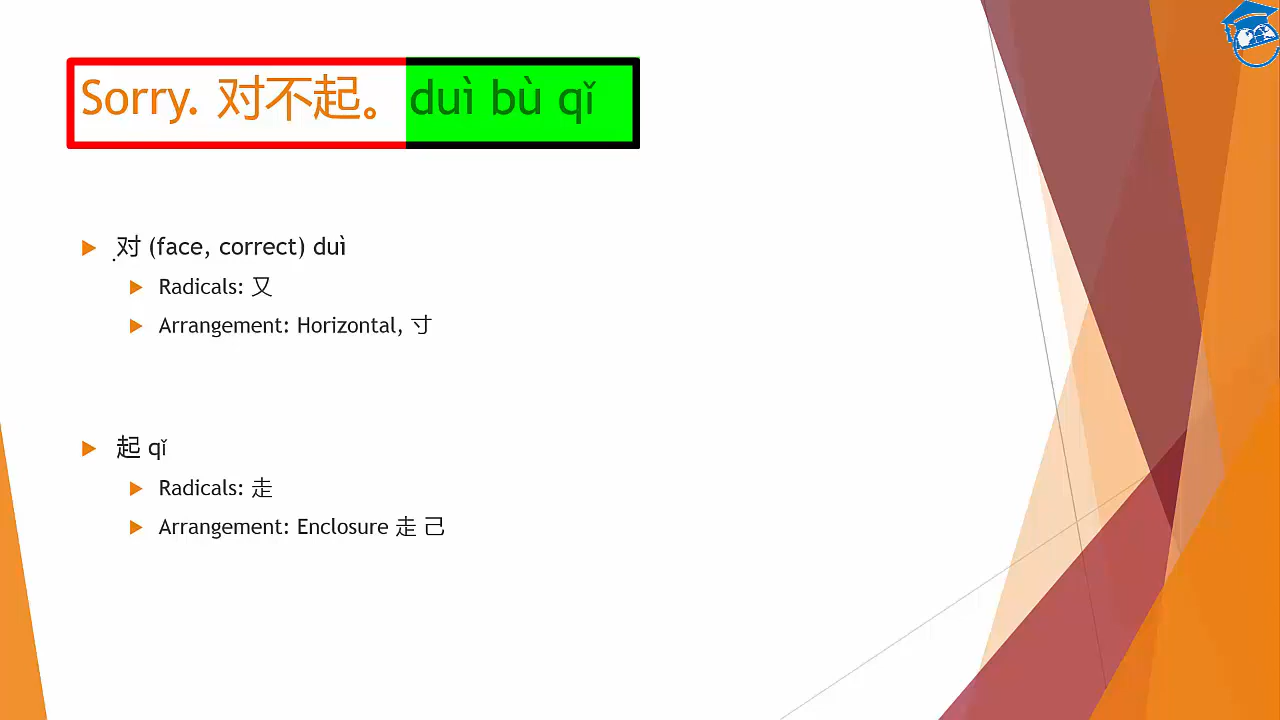 Sorry. 对不起。 duì bù qǐ
对 (face, correct) duì
Radicals: 又
Arrangement: Horizontal, 寸
起 qǐ
Radicals: 走
Arrangement: Enclosure 走 己